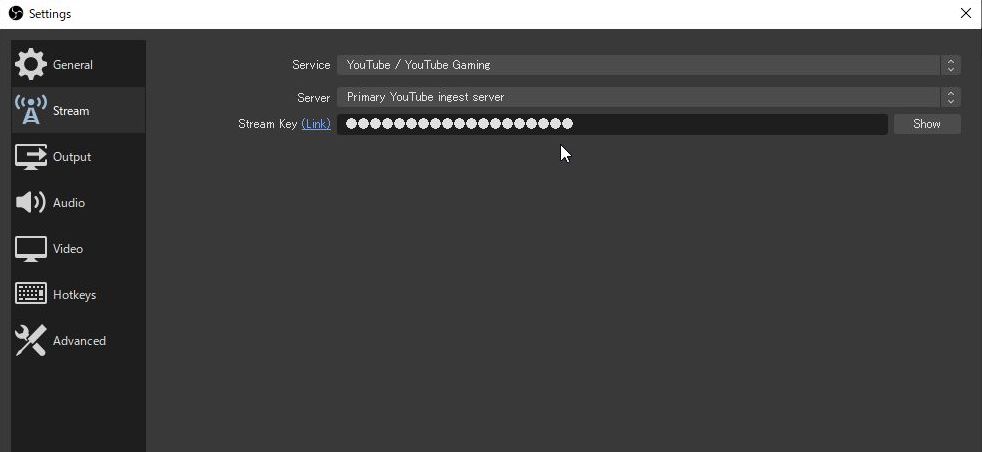 Settings
General
Stream
Output
Audio
Video
Hotkeys
Advanced
Service YouTube / YouTube Gaming
Server Primary YouTube ingest server
Stream Key (Link) ●●●●●●●●●●●●●●●●●●● Show